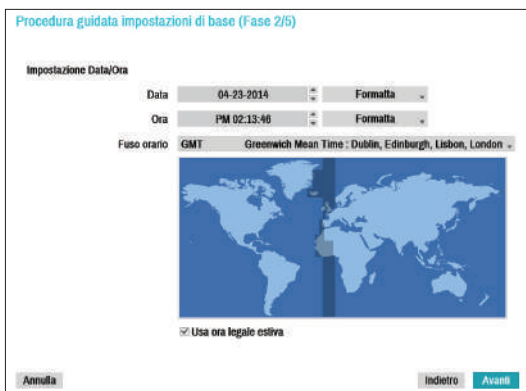 Procedura guidata impostazioni di base (Fase 2/5)
Impostazione Data/Ora
Data 04-23-2014 Formatta
Ora PM 02:13:46 Formatta
Fuso orario GMT Greenwich Mean Time : Dublin, Edinburgh, Lisbon, London
Usa ora legale estiva
Annulla Indietro Avanti